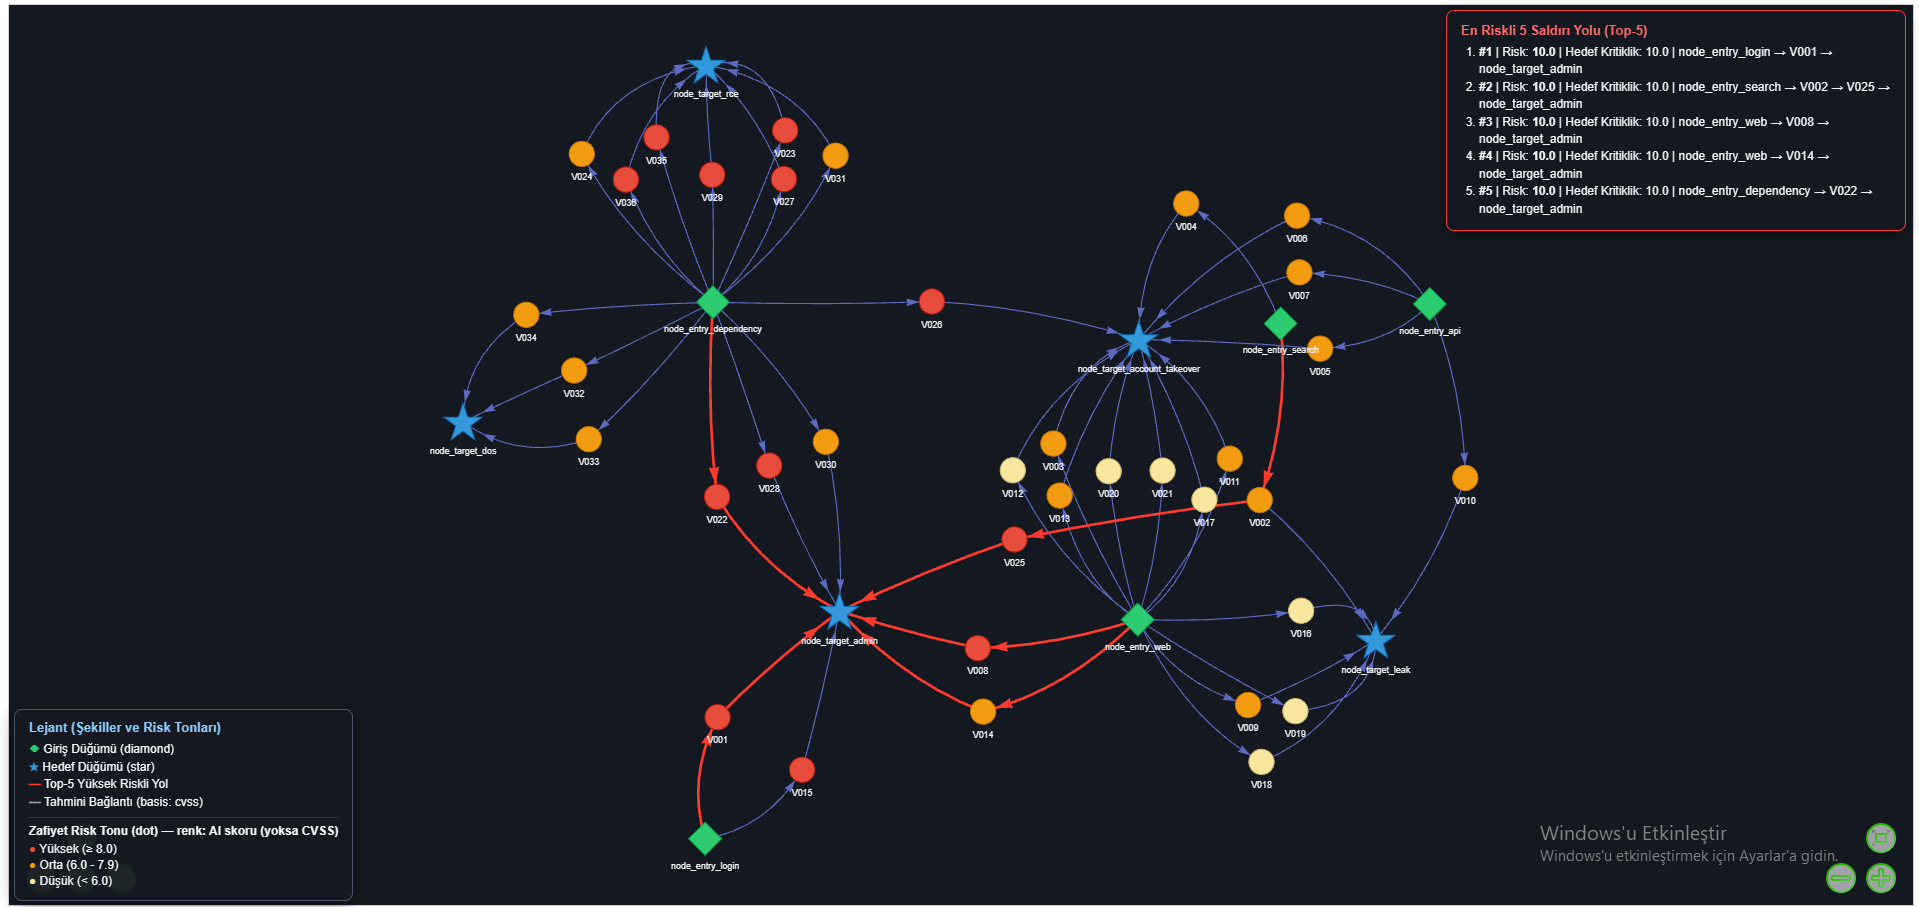 En Riskli 5 Saldırı Yolu (Top-5)
1. #1 | Risk: 10.0 | Hedef Kritiklik: 10.0 | node_entry_login → V001 →
node_target_admin
2. #2 | Risk: 10.0 | Hedef Kritiklik: 10.0 | node_entry_search → V002 → V025 →
node_target_admin
3. #3 | Risk: 10.0 | Hedef Kritiklik: 10.0 | node_entry_web → V008 →
node_target_admin
4. #4 | Risk: 10.0 | Hedef Kritiklik: 10.0 | node_entry_web → V014 →
node_target_admin
5. #5 | Risk: 10.0 | Hedef Kritiklik: 10.0 | node_entry_dependency → V022 →
node_target_admin
node_target_rce
V035
V023
V024
V031
V036
V029
V027
V004
V006
V007
node_entry_dependency
V026
node_entry_api
V034
node_entry_search
node_target_account_takeover
V005
V032
node_target_dos
V033
V030
V003
V028
V012
V020
V021
V011
V010
V022
V013
V017
V002
V025
V016
node_target_admin
node_entry_web
V008
node_target_leak
V001
V014
V009
V019
V015
V018
node_entry_login
Lejant (Şekiller ve Risk Tonları)
Giriş Düğümü (diamond)
Hedef Düğümü (star)
Top-5 Yüksek Riskli Yol
Tahmini Bağlantı (basis: cvss)
Zafiyet Risk Tonu (dot) — renk: AI skoru (yoksa CVSS)
Yüksek (≥ 8.0)
Orta (6.0 - 7.9)
Düşük (< 6.0)
Windows'u Etkinleştir
Windows'u etkinleştirmek için Ayarlar'a gidin.